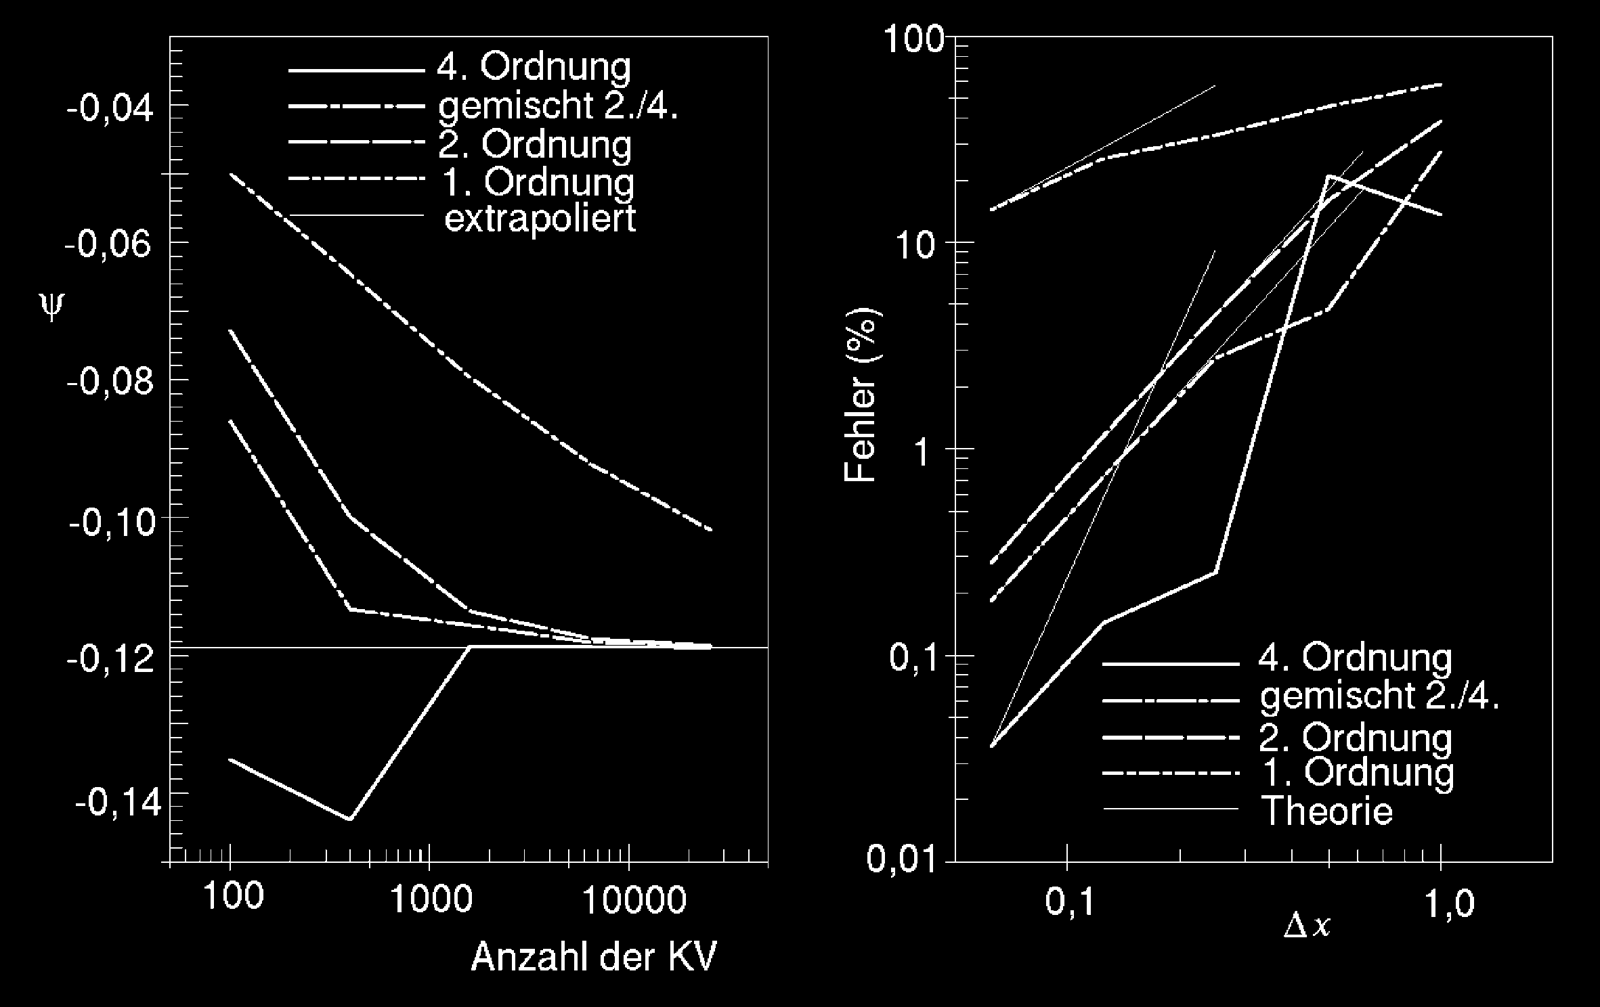 4. Ordnung
gemischt 2./4.
2. Ordnung
1. Ordnung
extrapoliert
-0,04
-0,06
ψ
-0,08
-0,10
-0,12
-0,14
100 1000 10000
Anzahl der KV
100
10
Fehler (%)
1
0,1
0,01
4. Ordnung
gemischt 2./4.
2. Ordnung
1. Ordnung
Theorie
0,1 1,0
Δx